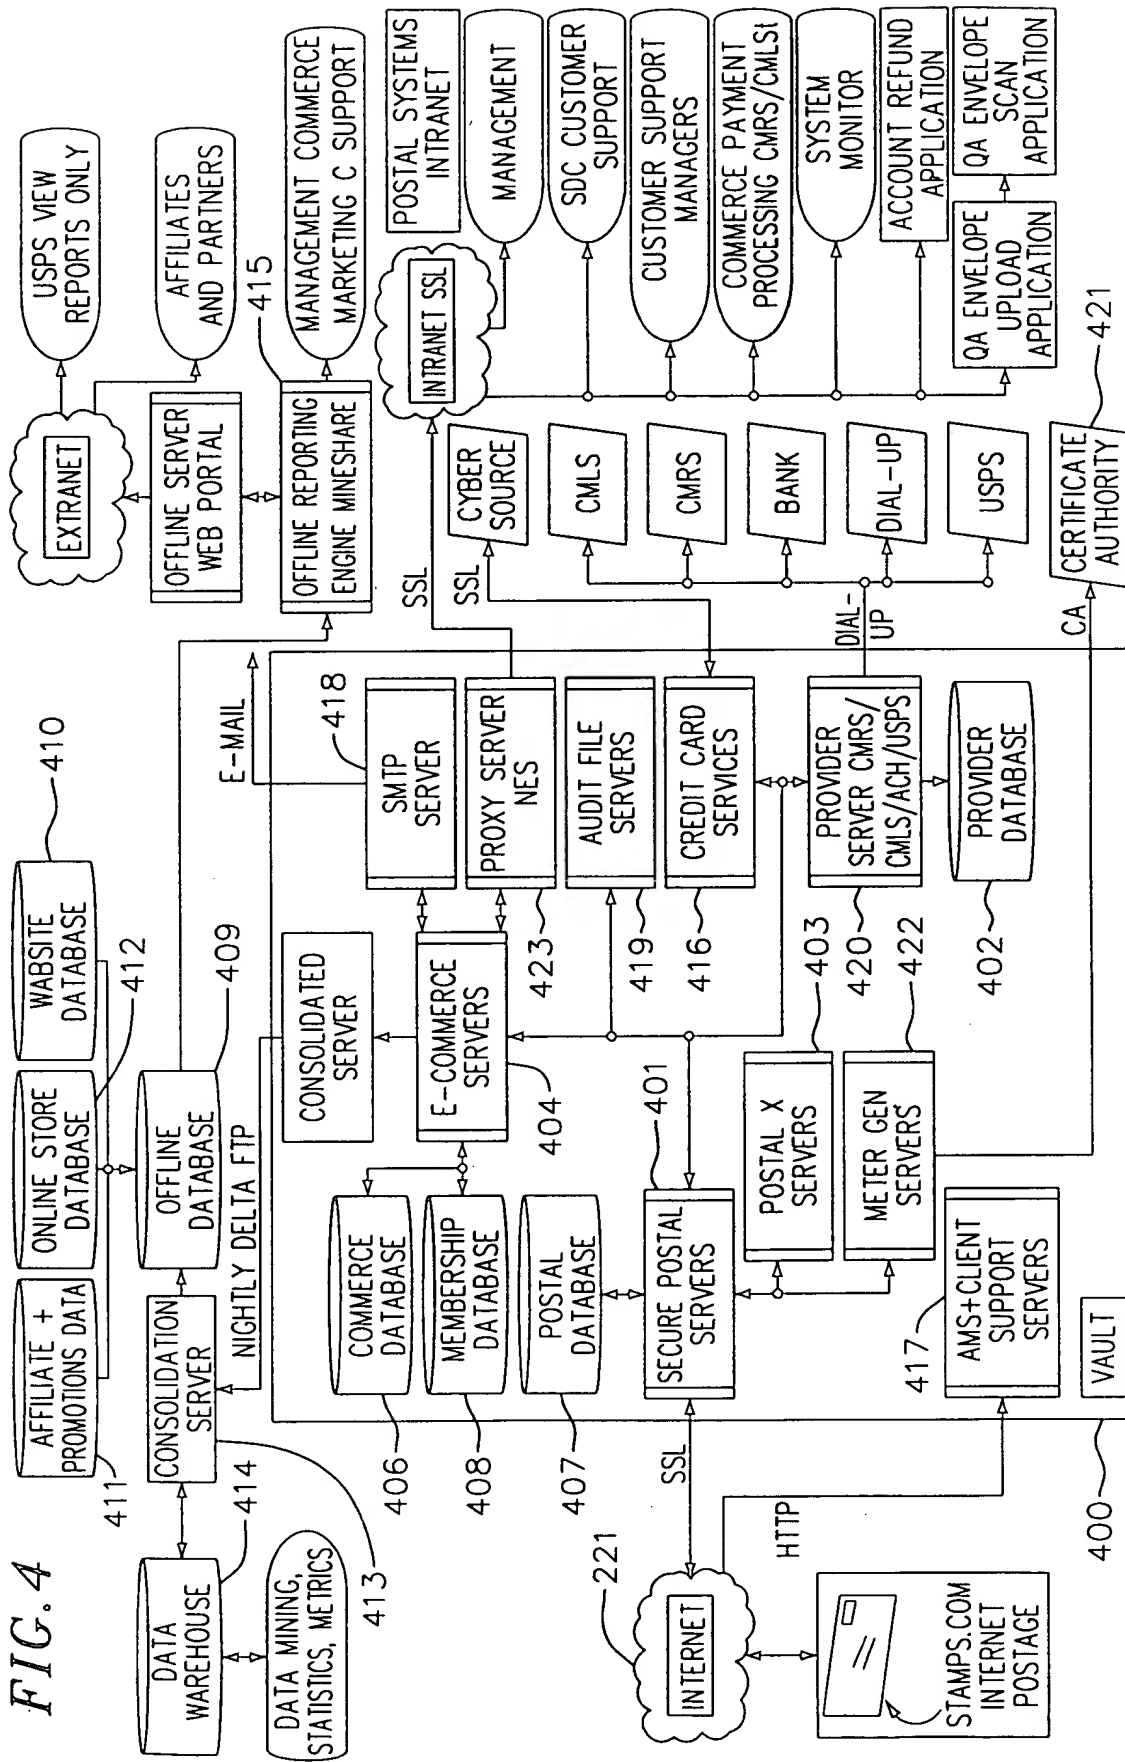 FIG. 4
AFFILIATE +
PROMOTIONS DATA
411
ONLINE STORE
DATABASE
412
WABSITE
DATABASE
410
DATA
WAREHOUSE
414
CONSOLIDATION
SERVER
413
OFFLINE
DATABASE
409
DATA MINING,
STATISTICS, METRICS
NIGHTLY DELTA FTP
E-MAIL
EXTRANET
USPS VIEW
REPORTS ONLY
AFFILIATES
AND PARTNERS
OFFLINE SERVER
WEB PORTAL
415
OFFLINE REPORTING
ENGINE MINESHARE
MANAGEMENT COMMERCE
MARKETING C SUPPORT
POSTAL SYSTEMS
INTRANET
INTRANET SSL
MANAGEMENT
SDC CUSTOMER
SUPPORT
CUSTOMER SUPPORT
MANAGERS
COMMERCE PAYMENT
PROCESSING CMRS/CMLSt
SYSTEM
MONITOR
ACCOUNT REFUND
APPLICATION
QA ENVELOPE
UPLOAD
APPLICATION
QA ENVELOPE
SCAN
APPLICATION
CONSOLIDATED
SERVER
SMTP
SERVER
418
SSL
COMMERCE
DATABASE
406
MEMBERSHIP
DATABASE
408
E-COMMERCE
SERVERS
404
PROXY SERVER
NES
423
SSL
CYBER
SOURCE
POSTAL
DATABASE
407
AUDIT FILE
SERVERS
419
CMLS
SECURE POSTAL
SERVERS
401
CREDIT CARD
SERVICES
416
CMRS
221
INTERNET
SSL
POSTAL X
SERVERS
403
PROVIDER
SERVER CMRS/
CMLS/ACH/USPS
420
DIAL-
UP
BANK
HTTP
METER GEN
SERVERS
422
DIAL-UP
STAMPS.COM
INTERNET
POSTAGE
417
AMS+CLIENT
SUPPORT
SERVERS
PROVIDER
DATABASE
402
USPS
400
VAULT
CA
CERTIFICATE
AUTHORITY
421